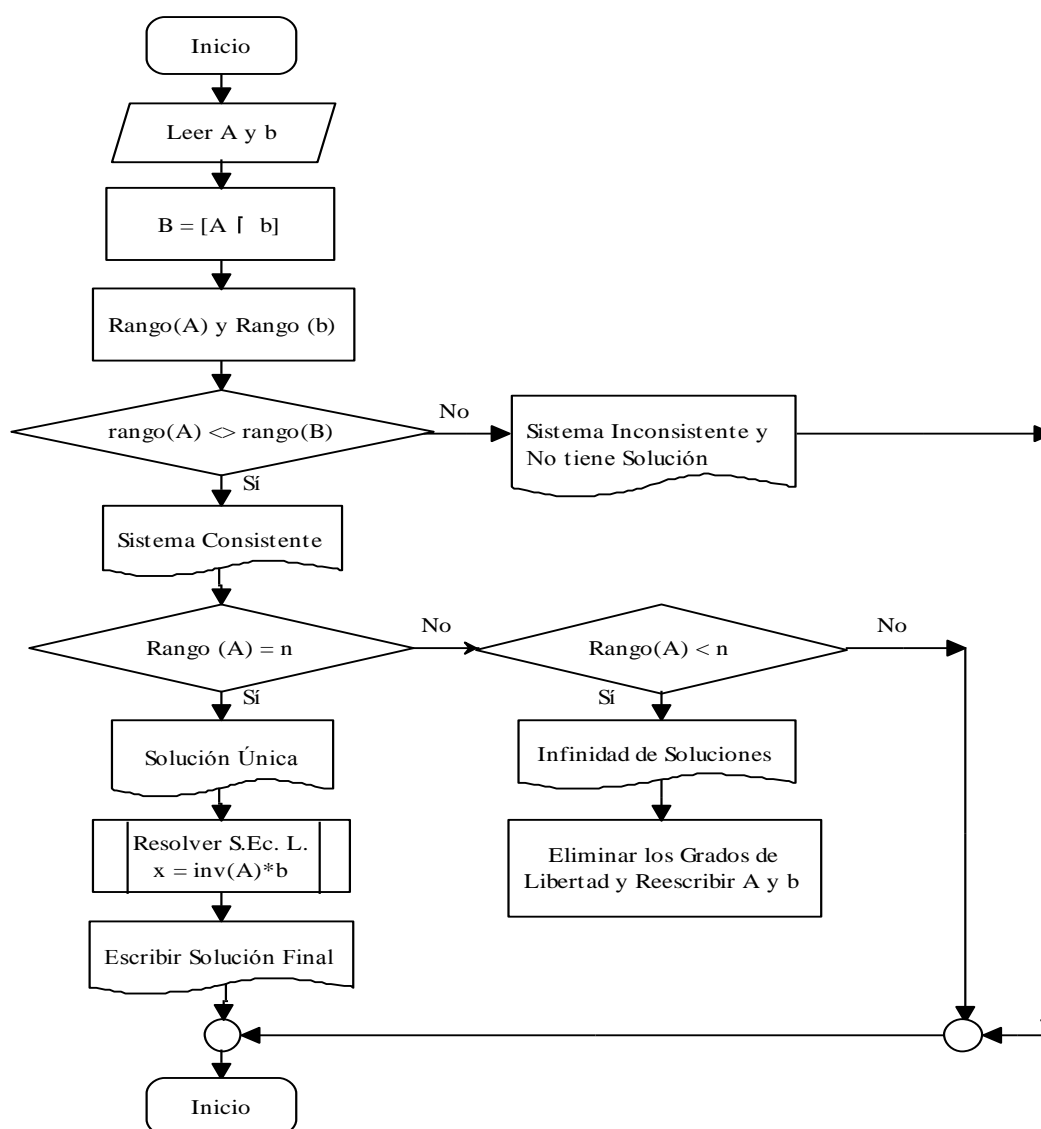 Inicio
Leer A y b
B = [A ⌈ b]
Rango(A) y Rango (b)
rango(A) <> rango(B)
No
Sistema Inconsistente y
No tiene Solución
Sí
Sistema Consistente
Rango (A) = n
No
Rango(A) < n
No
Sí
Sí
Solución Única
Infinidad de Soluciones
Resolver S.Ec. L.
x = inv(A)*b
Eliminar los Grados de
Libertad y Reescribir A y b
Escribir Solución Final
Inicio